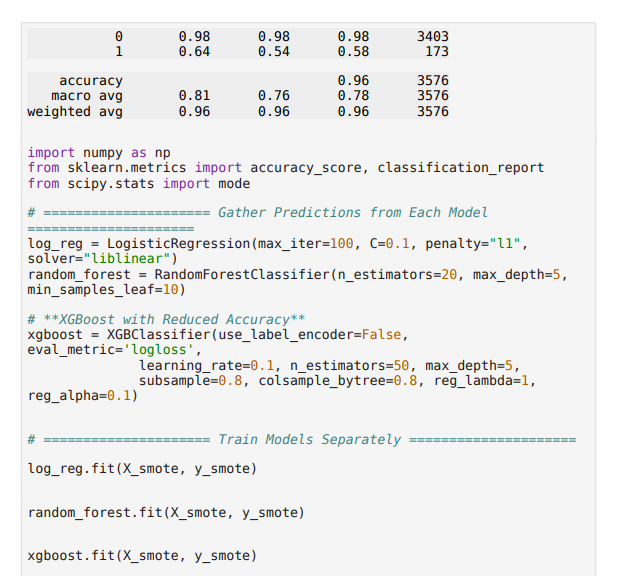 0 0.98 0.98 0.98 3403
1 0.64 0.54 0.58 173
accuracy 0.96 3576
macro avg 0.81 0.76 0.78 3576
weighted avg 0.96 0.96 0.96 3576
import numpy as np
from sklearn.metrics import accuracy_score, classification_report
from scipy.stats import mode
# ===================== Gather Predictions from Each Model
=====================
log_reg = LogisticRegression(max_iter=100, C=0.1, penalty="l1",
solver="liblinear")
random_forest = RandomForestClassifier(n_estimators=20, max_depth=5,
min_samples_leaf=10)
# **XGBoost with Reduced Accuracy**
xgboost = XGBClassifier(use_label_encoder=False,
eval_metric='logloss',
learning_rate=0.1, n_estimators=50, max_depth=5,
subsample=0.8, colsample_bytree=0.8, reg_lambda=1,
reg_alpha=0.1)
# ===================== Train Models Separately =====================
log_reg.fit(X_smote, y_smote)
random_forest.fit(X_smote, y_smote)
xgboost.fit(X_smote, y_smote)